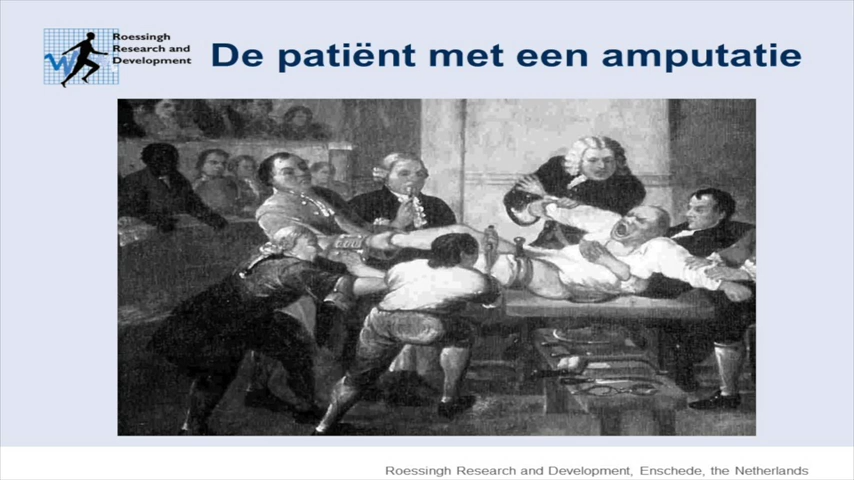 Roessingh
Research and
Development
De patiënt met een amputatie
Roessingh Research and Development, Enschede, the Netherlands